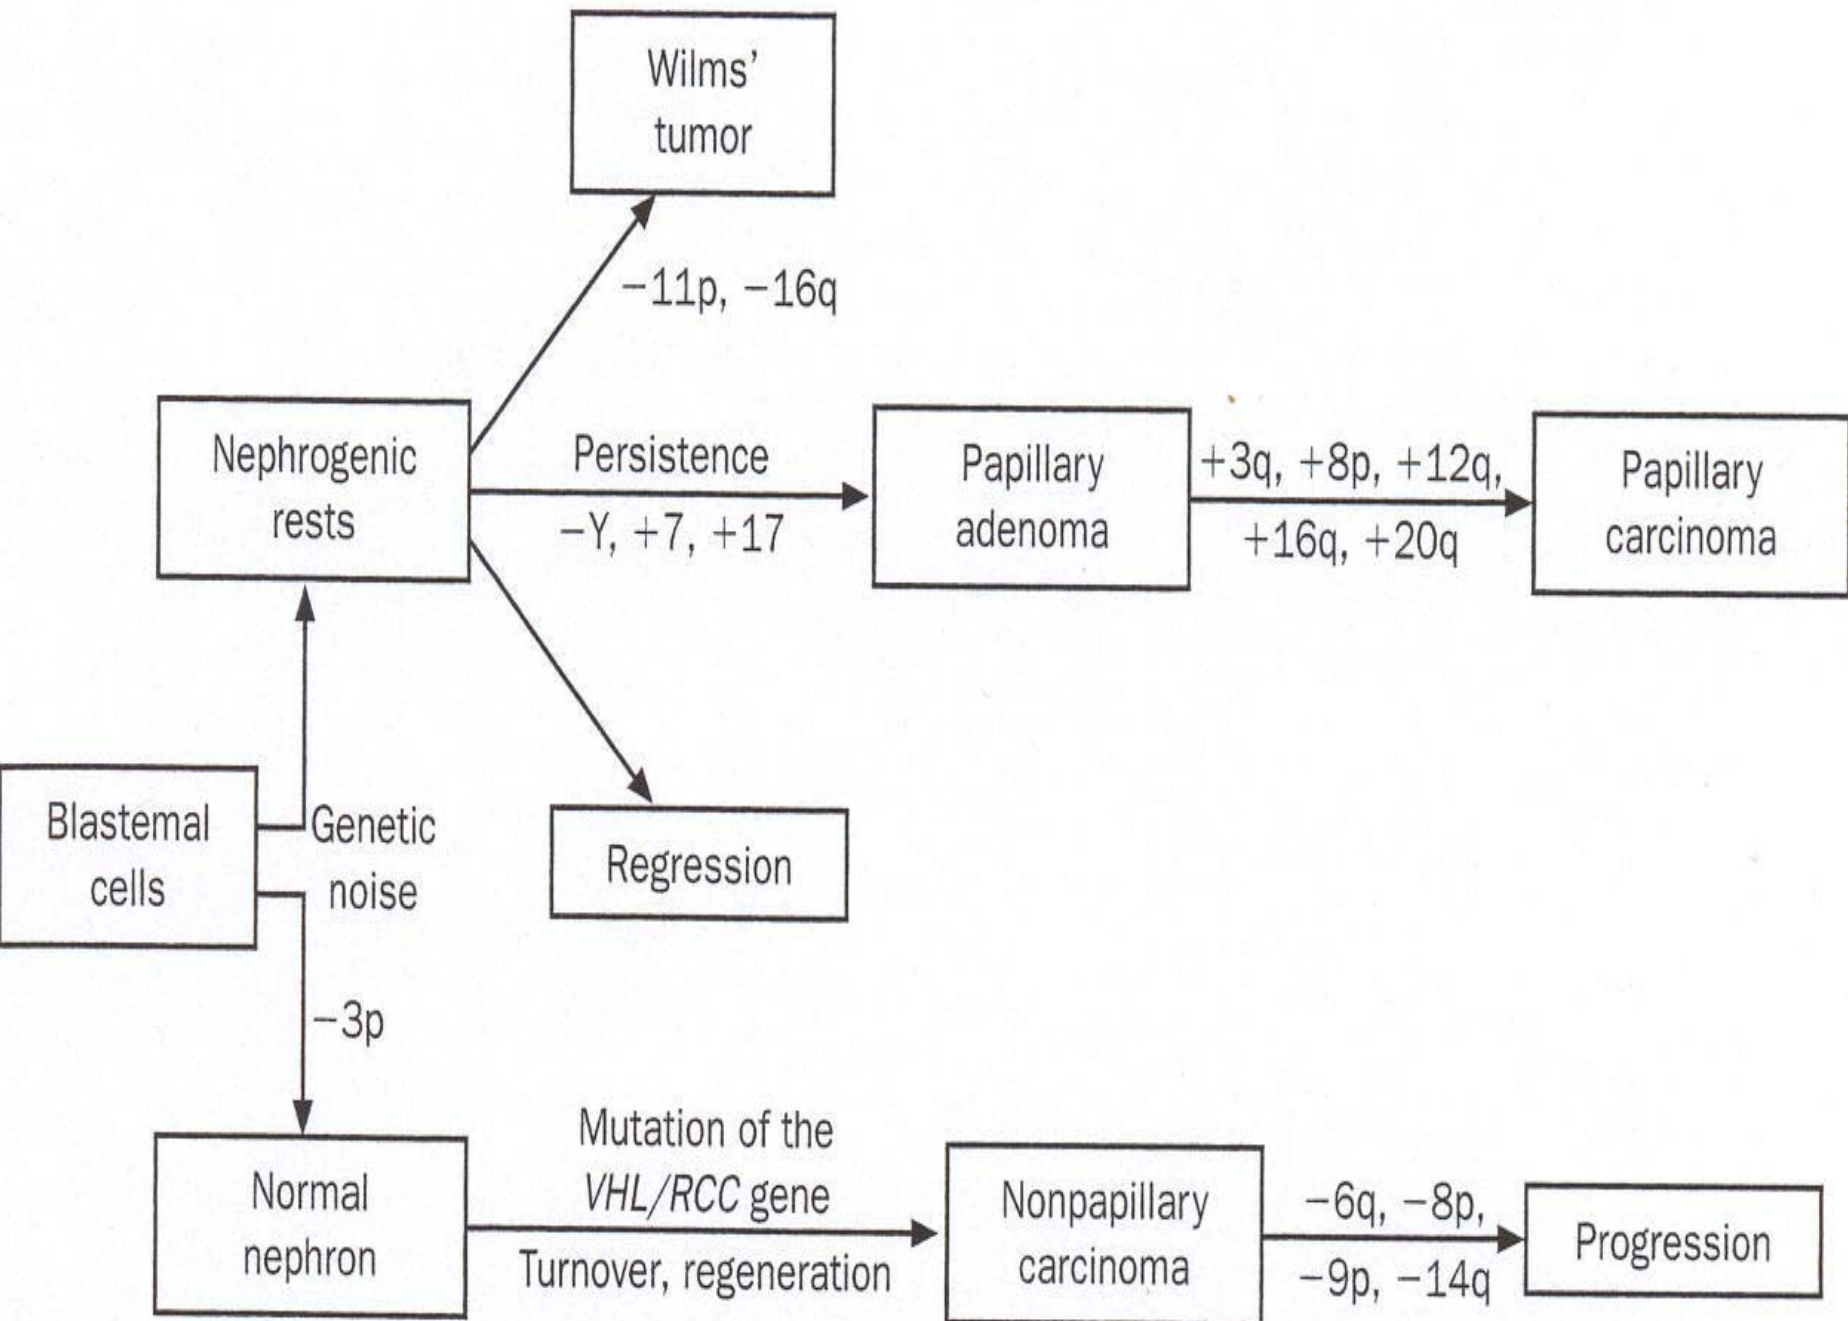 Wilms’
tumor
−11p, −16q
Nephrogenic
rests
Persistence
−Y, +7, +17
Papillary
adenoma
+3q, +8p, +12q,
+16q, +20q
Papillary
carcinoma
Blastemal
cells
Genetic
noise
Regression
−3p
Normal
nephron
Mutation of the
VHL/RCC gene
Turnover, regeneration
Nonpapillary
carcinoma
−6q, −8p,
−9p, −14q
Progression